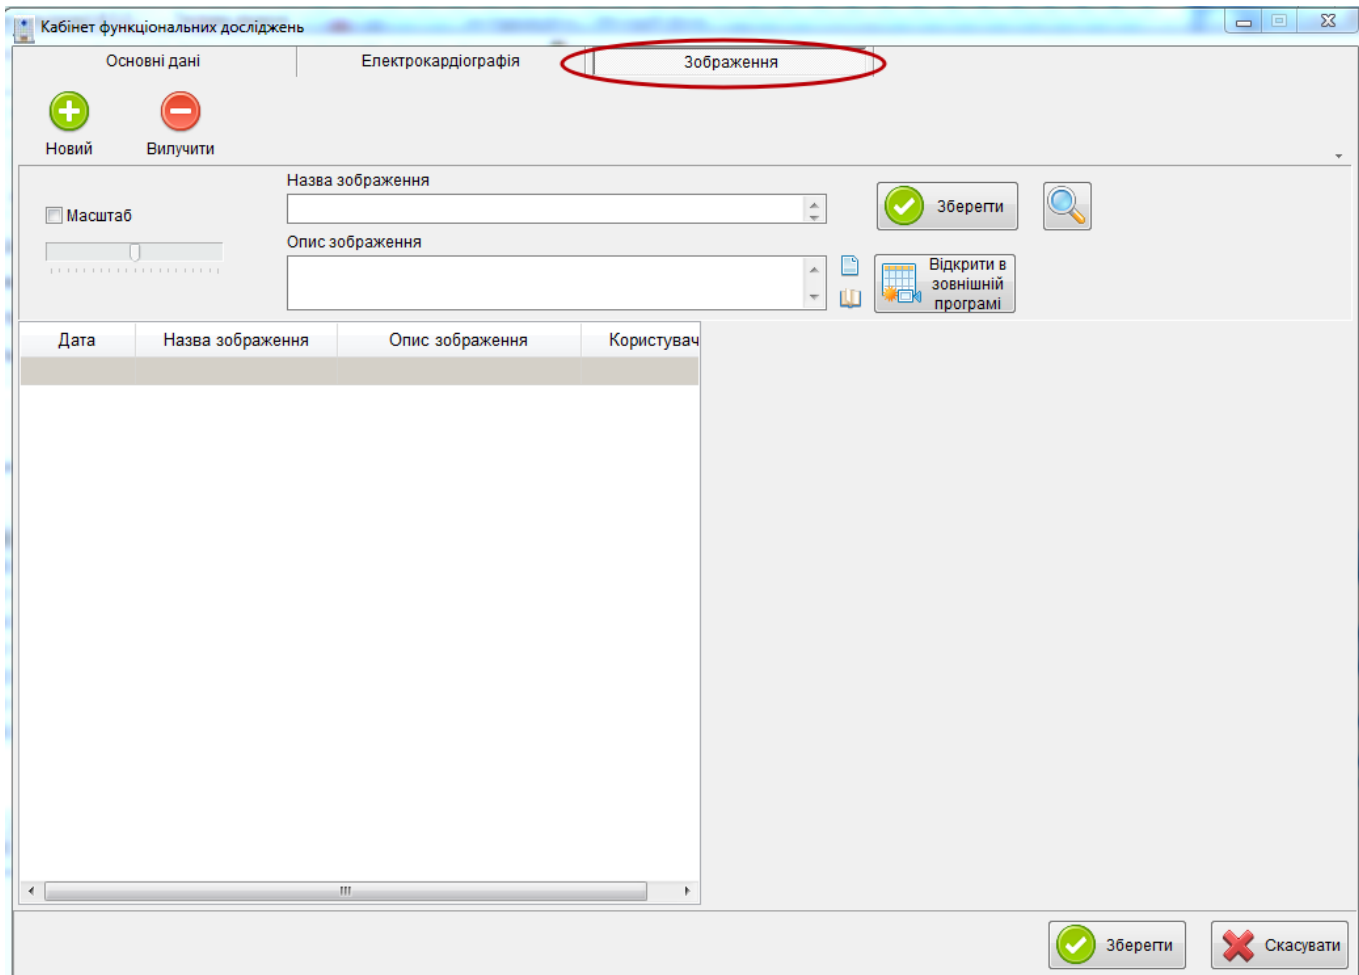 Кабінет функціональних досліджень
Основні дані
Електрокардіографія
Зображення
Новий
Вилучити
Назва зображення
Масштаб
Зберегти
Опис зображення
Відкрити в
зовнішній
програмі
Дата
Назва зображення
Опис зображення
Користувач
Зберегти
Скасувати